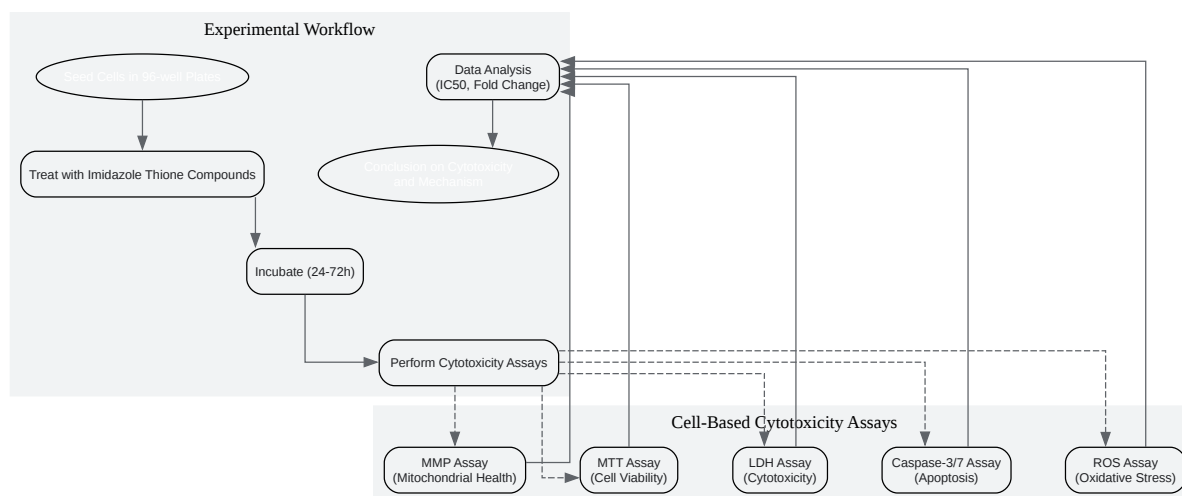 Experimental Workflow
Seed Cells in 96-well Plates
Data Analysis
(IC50, Fold Change)
Treat with Imidazole Thione Compounds
Conclusion on Cytotoxicity
and Mechanism
Incubate (24-72h)
Perform Cytotoxicity Assays
Cell-Based Cytotoxicity Assays
MMP Assay
(Mitochondrial Health)
MTT Assay
(Cell Viability)
LDH Assay
(Cytotoxicity)
Caspase-3/7 Assay
(Apoptosis)
ROS Assay
(Oxidative Stress)